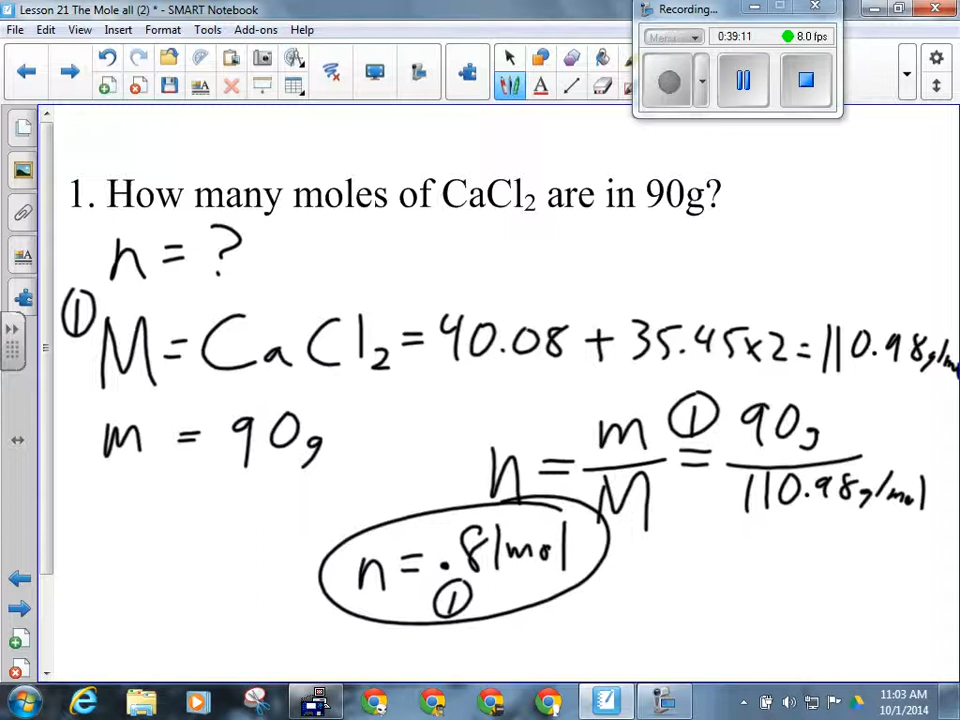 Lesson 21 The Mole all (2) * - SMART Notebook
Recording...
File Edit View Insert Format Tools Add-ons Help
Menu 0:39:11 8.0 fps
1. How many moles of CaCl₂ are in 90g?
n = ?
① M = CaCl₂ = 40.08 + 35.45x2 = 110.98g/m
m = 90g
n = m/M ① = 90g/110.98g/mol
n = .81mol
①
11:03 AM
10/1/2014